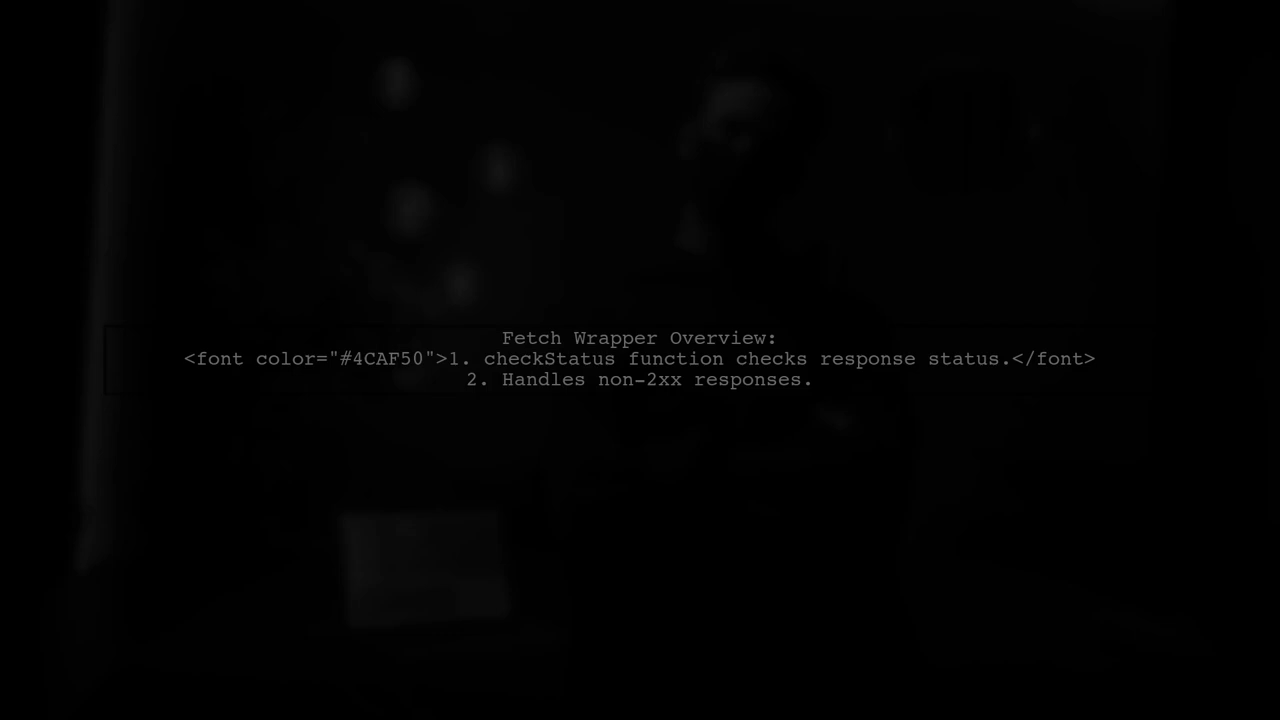 Fetch Wrapper Overview:
<font color="#4CAF50">1. checkStatus function checks response status.</font>
2. Handles non-2xx responses.